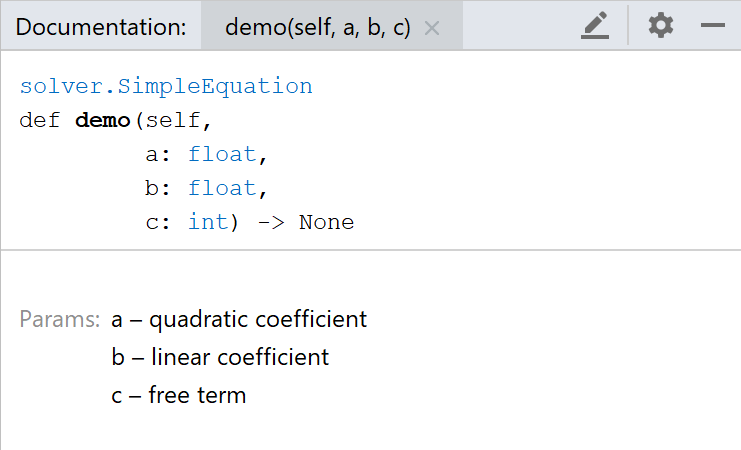 Documentation: demo(self, a, b, c)
solver.SimpleEquation
def demo(self,
a: float,
b: float,
c: int) -> None
Params: a – quadratic coefficient
b – linear coefficient
c – free term